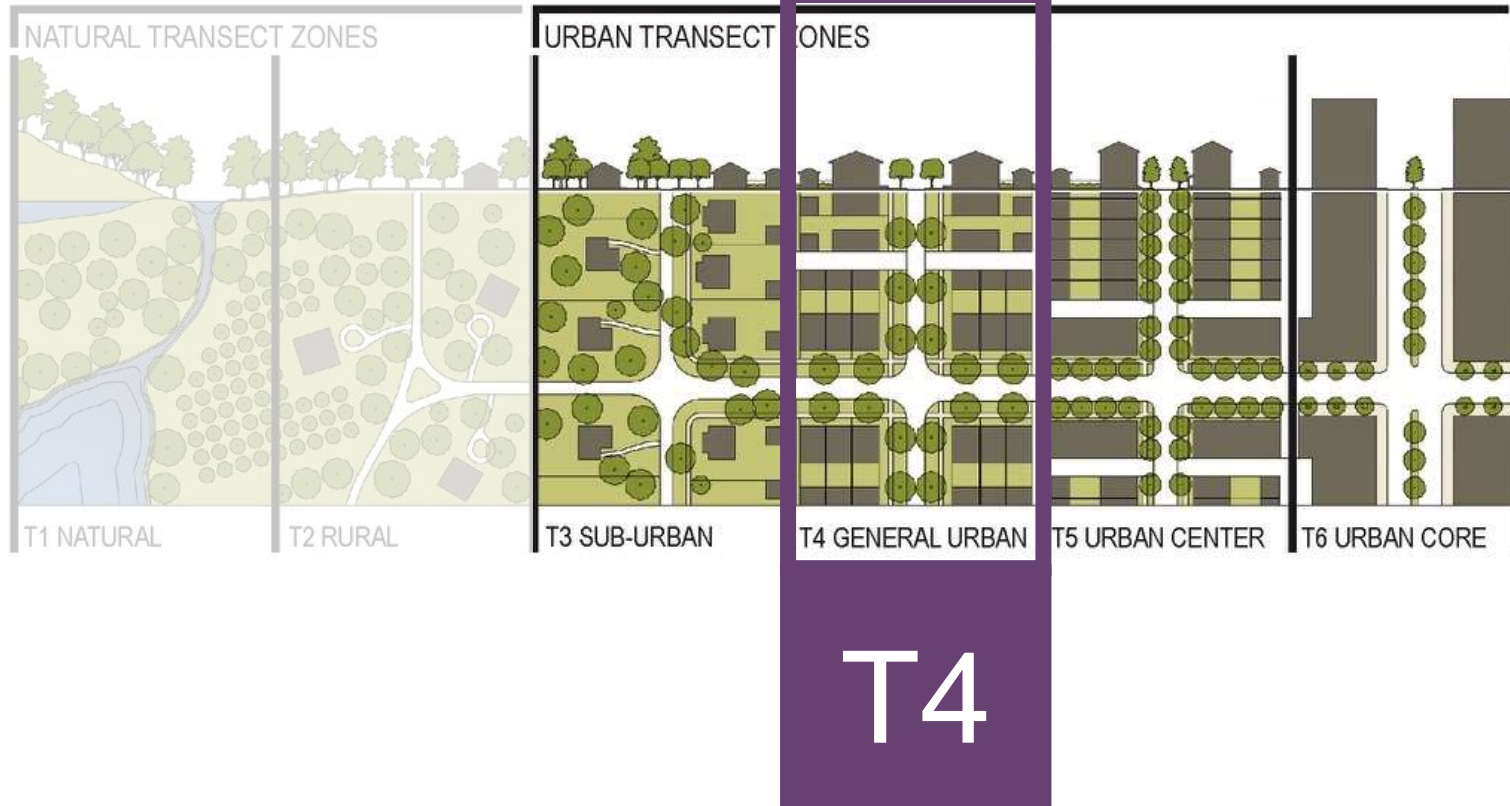 NATURAL TRANSECT ZONES
URBAN TRANSECT ZONES
T1 NATURAL
T2 RURAL
T3 SUB-URBAN
T4 GENERAL URBAN
T5 URBAN CENTER
T6 URBAN CORE
T4